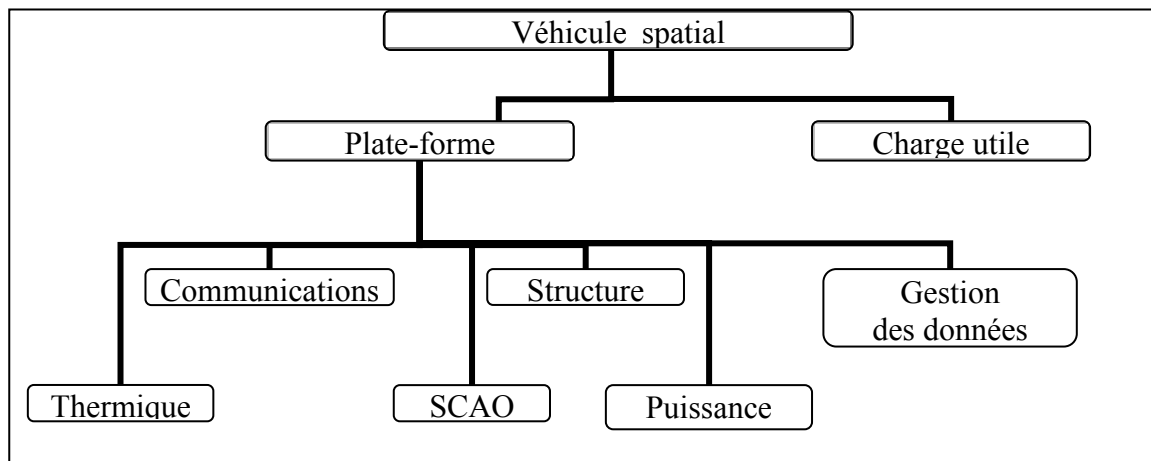 Véhicule spatial
Plate-forme
Charge utile
Communications
Structure
Gestion
des données
Thermique
SCAO
Puissance